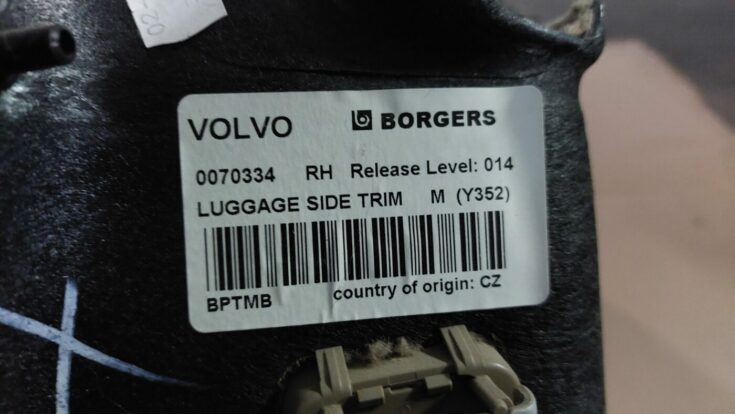 VOLVO BORGERS
0070334 RH Release Level: 014
LUGGAGE SIDE TRIM M (Y352)
BPTMB country of origin: CZ